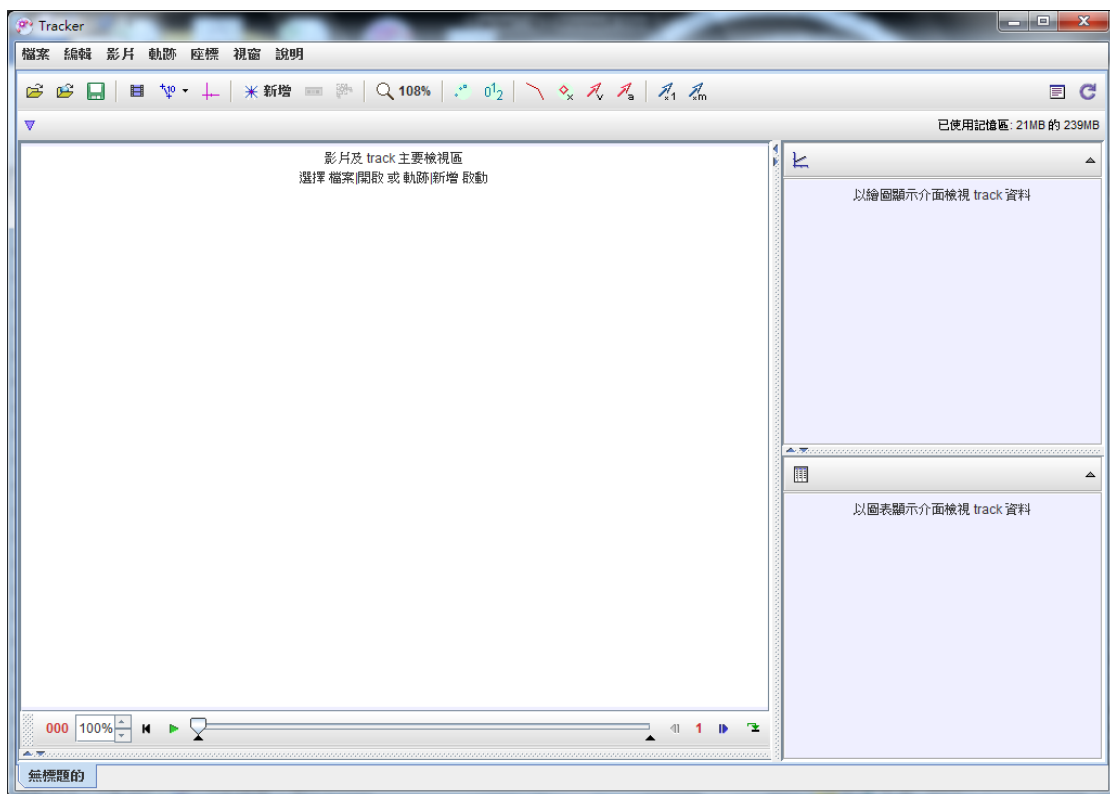 Tracker
檔案 編輯 影片 軌跡 座標 視窗 說明
新增 108%
已使用記憶區: 21MB 的 239MB
影片及 track 主要檢視區
選擇 檔案|開啟 或 軌跡|新增 啟動
以繪圖顯示介面檢視 track 資料
以圖表顯示介面檢視 track 資料
000 100% 1
無標題的